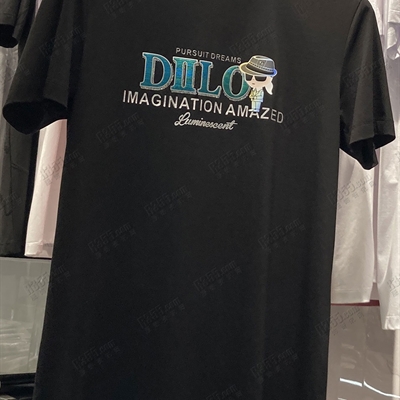 PURSUIT DREAMS
DIILO
IMAGINATION AMAZED
Luminescent